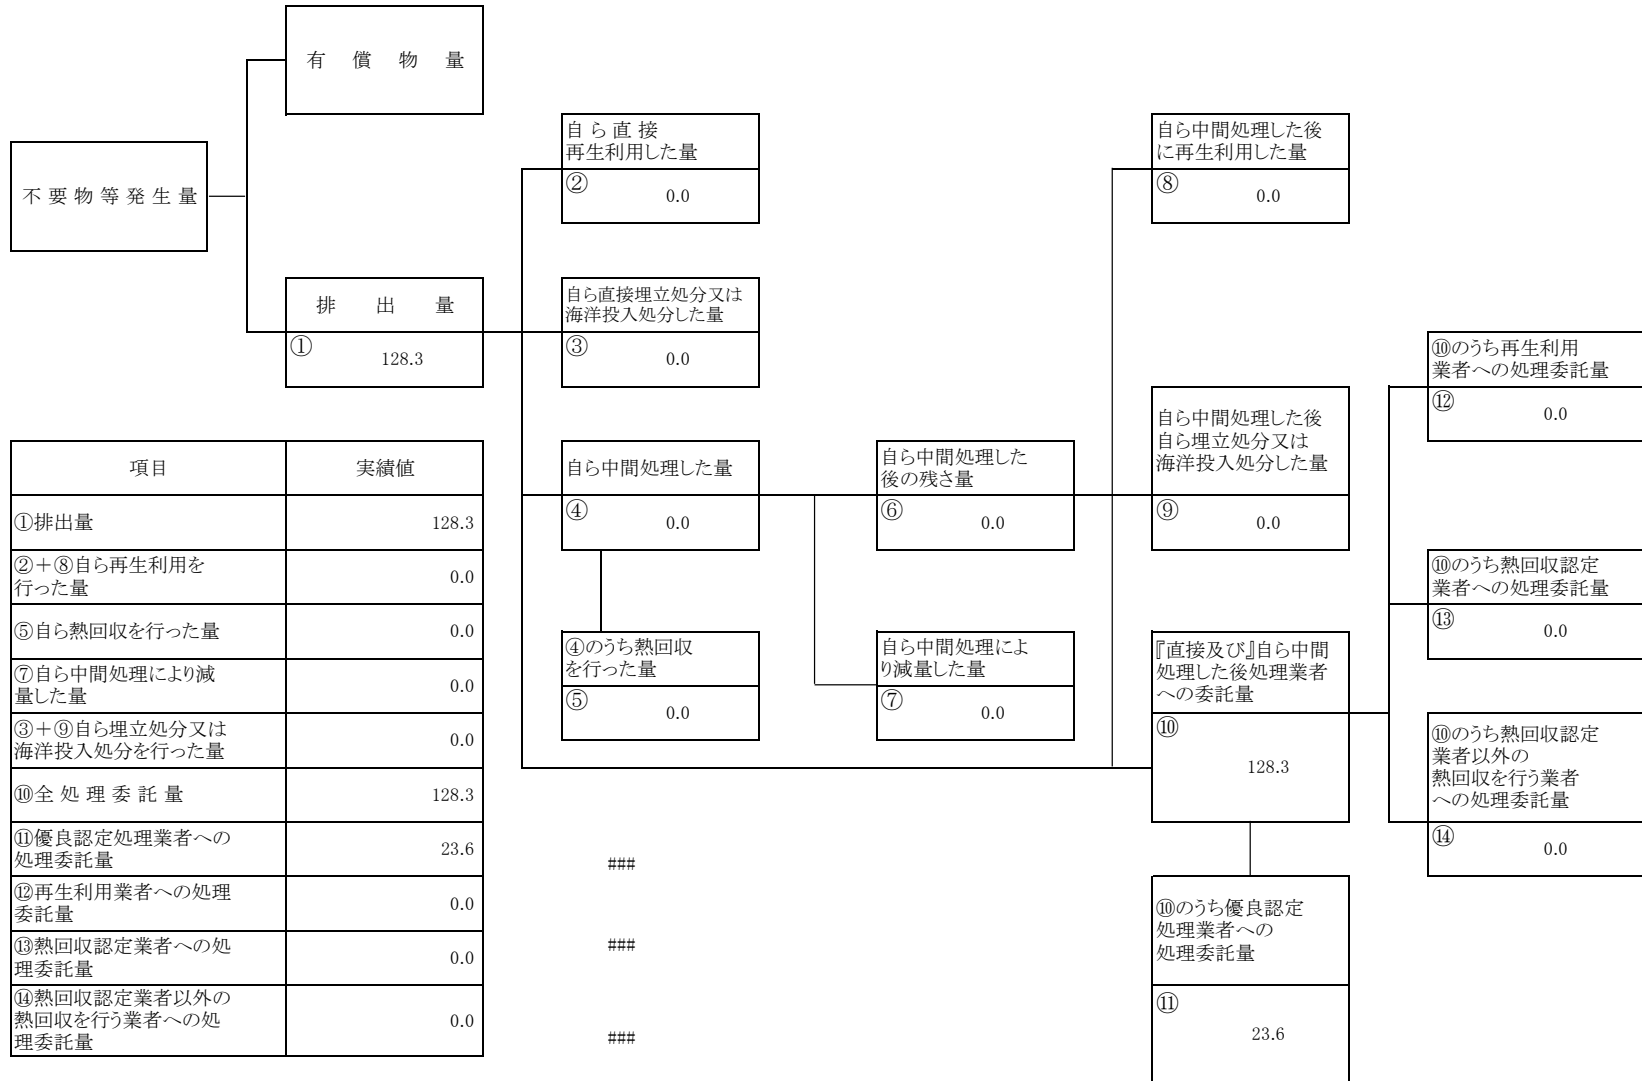 有 償 物 量
不 要 物 等 発 生 量
排 出 量
①
128.3
自 ら 直 接
再生利用した量
②
0.0
自ら直接埋立処分又は
海洋投入処分した量
③
0.0
自ら中間処理した量
④
0.0
④のうち熱回収
を行った量
⑤
0.0
自ら中間処理した
後の残さ量
⑥
0.0
自ら中間処理によ
り減量した量
⑦
0.0
自ら中間処理した後
に再生利用した量
⑧
0.0
自ら中間処理した後
自ら埋立処分又は
海洋投入処分した量
⑨
0.0
『直接及び』自ら中間
処理した後処理業者
への委託量
⑩
128.3
⑩のうち優良認定
処理業者への
処理委託量
⑪
23.6
⑩のうち再生利用
業者への処理委託量
⑫
0.0
⑩のうち熱回収認定
業者への処理委託量
⑬
0.0
⑩のうち熱回収認定
業者以外の
熱回収を行う業者
への処理委託量
⑭
0.0
項目 実績値
①排出量 128.3
②＋⑧自ら再生利用を
行った量 0.0
⑤自ら熱回収を行った量 0.0
⑦自ら中間処理により減
量した量 0.0
③＋⑨自ら埋立処分又は
海洋投入処分を行った量 0.0
⑩全 処 理 委 託 量 128.3
⑪優良認定処理業者への
処理委託量 23.6
⑫再生利用業者への処理
委託量 0.0
⑬熱回収認定業者への処
理委託量 0.0
⑭熱回収認定業者以外の
熱回収を行う業者への処
理委託量 0.0
###
###
###